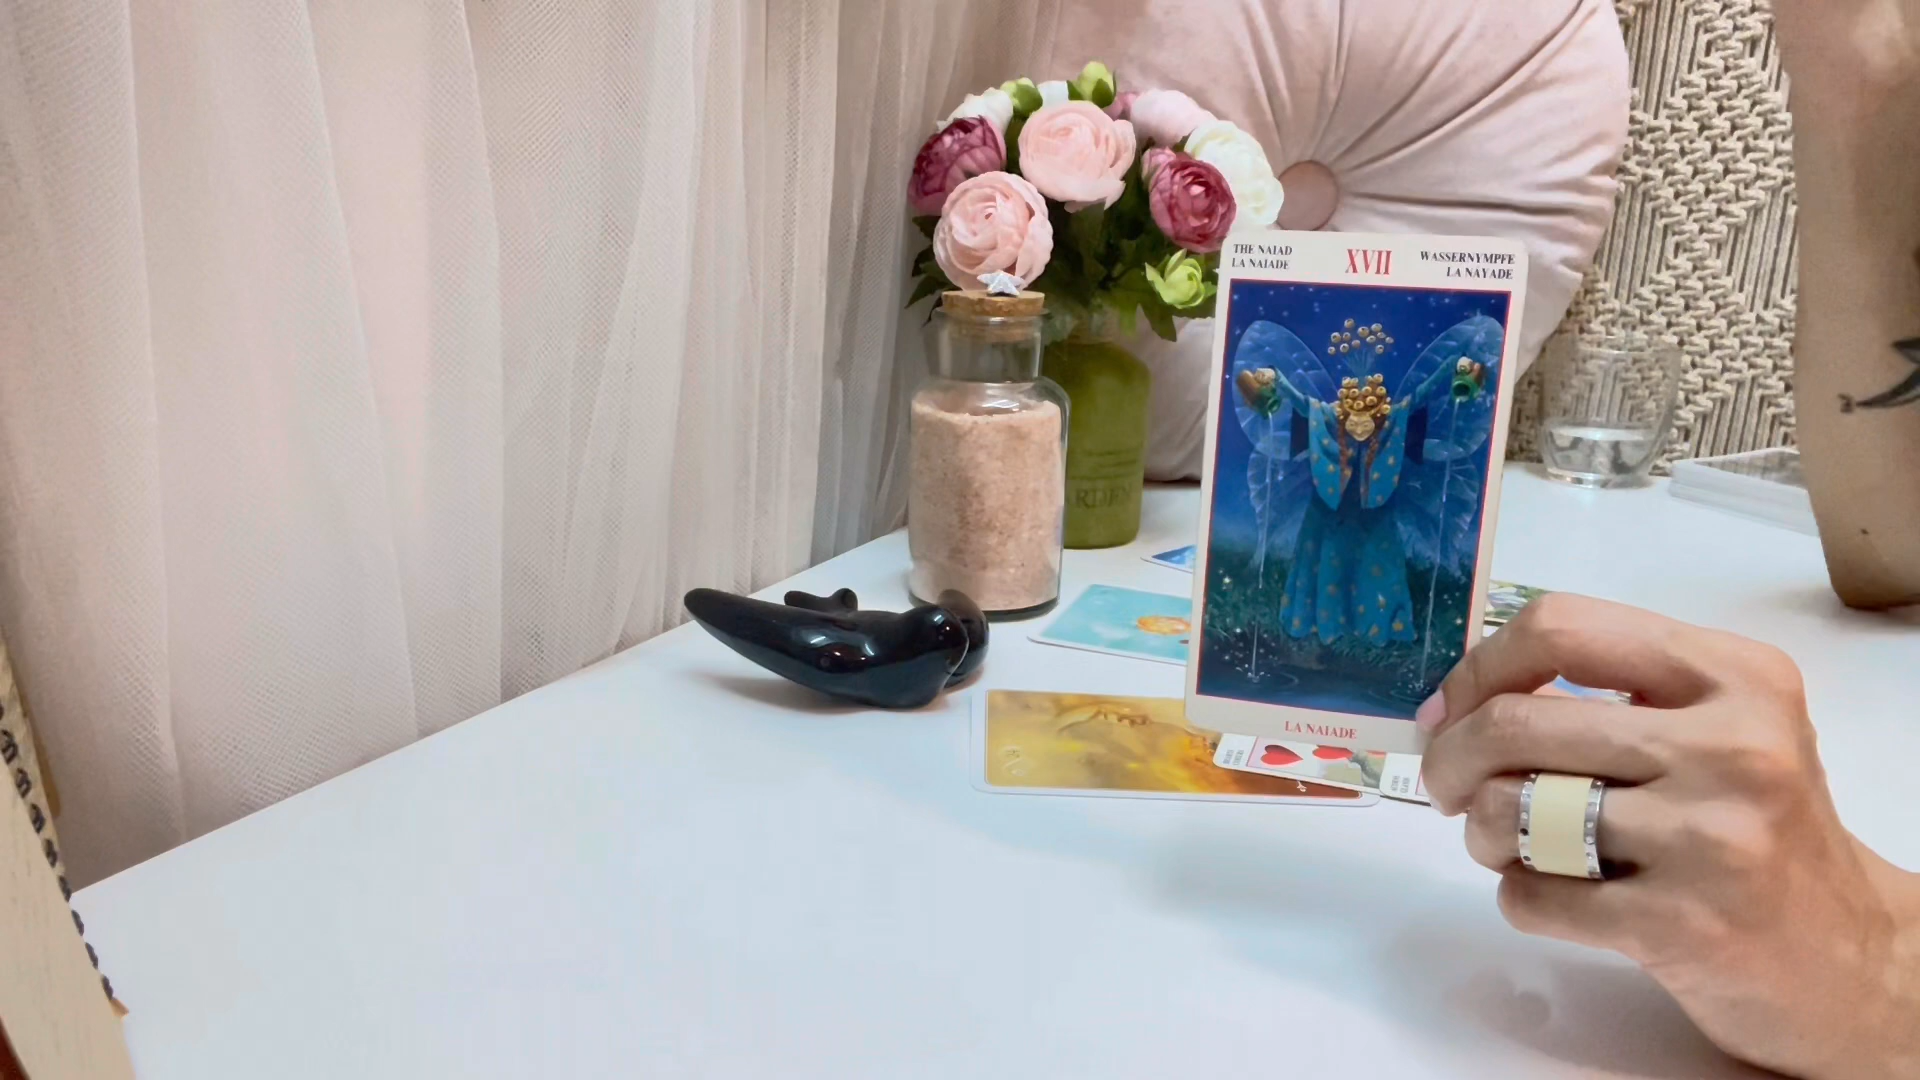 THE NAIAD
LA NAIADE
XVII
WASSERNYMPFE
LA NAYADE
LA NAIADE